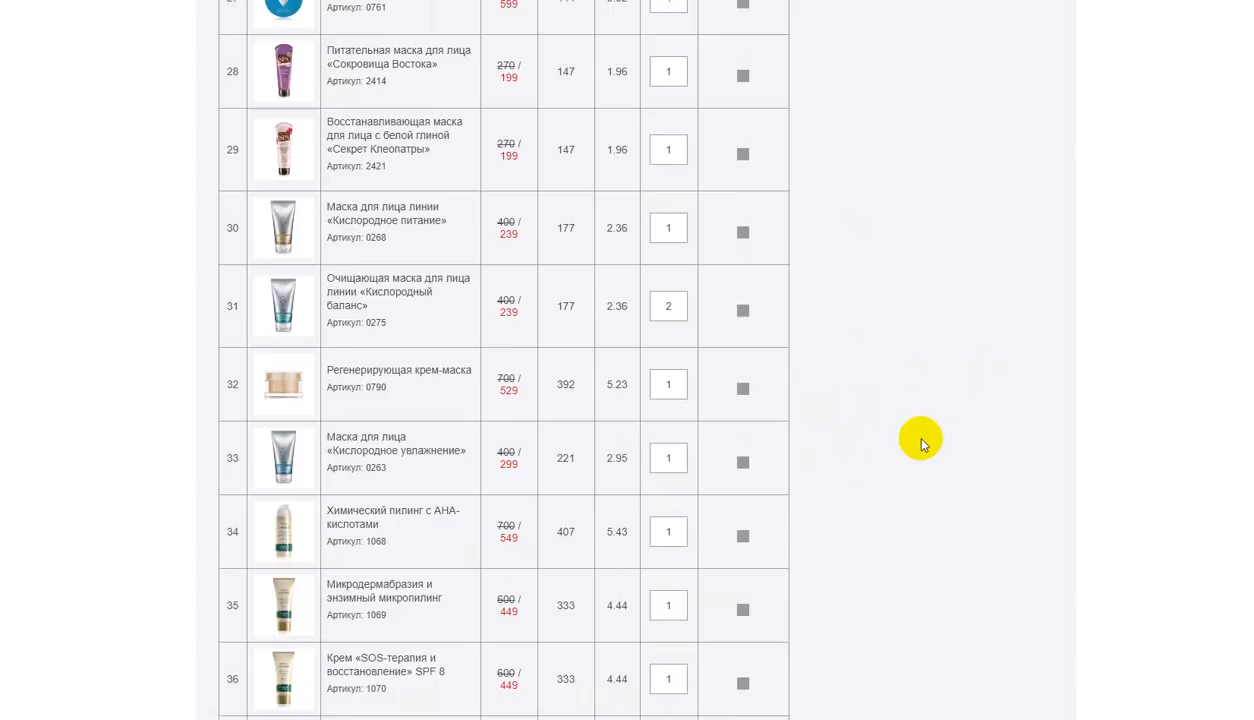 Артикул: 0761
599
28
Питательная маска для лица
«Сокровища Востока»
Артикул: 2414
270 /
199
147
1.96
1
29
Восстанавливающая маска
для лица с белой глиной
«Секрет Клеопатры»
Артикул: 2421
270 /
199
147
1.96
1
30
Маска для лица линии
«Кислородное питание»
Артикул: 0268
400 /
239
177
2.36
1
31
Очищающая маска для лица
линии «Кислородный
баланс»
Артикул: 0275
400 /
239
177
2.36
2
32
Регенерирующая крем-маска
Артикул: 0790
700 /
529
392
5.23
1
33
Маска для лица
«Кислородное увлажнение»
Артикул: 0263
400 /
299
221
2.95
1
34
Химический пилинг с АНА-
кислотами
Артикул: 1068
700 /
549
407
5.43
1
35
Микродермабразия и
энзимный микропилинг
Артикул: 1069
600 /
449
333
4.44
1
36
Крем «SOS-терапия и
восстановление» SPF 8
Артикул: 1070
600 /
449
333
4.44
1